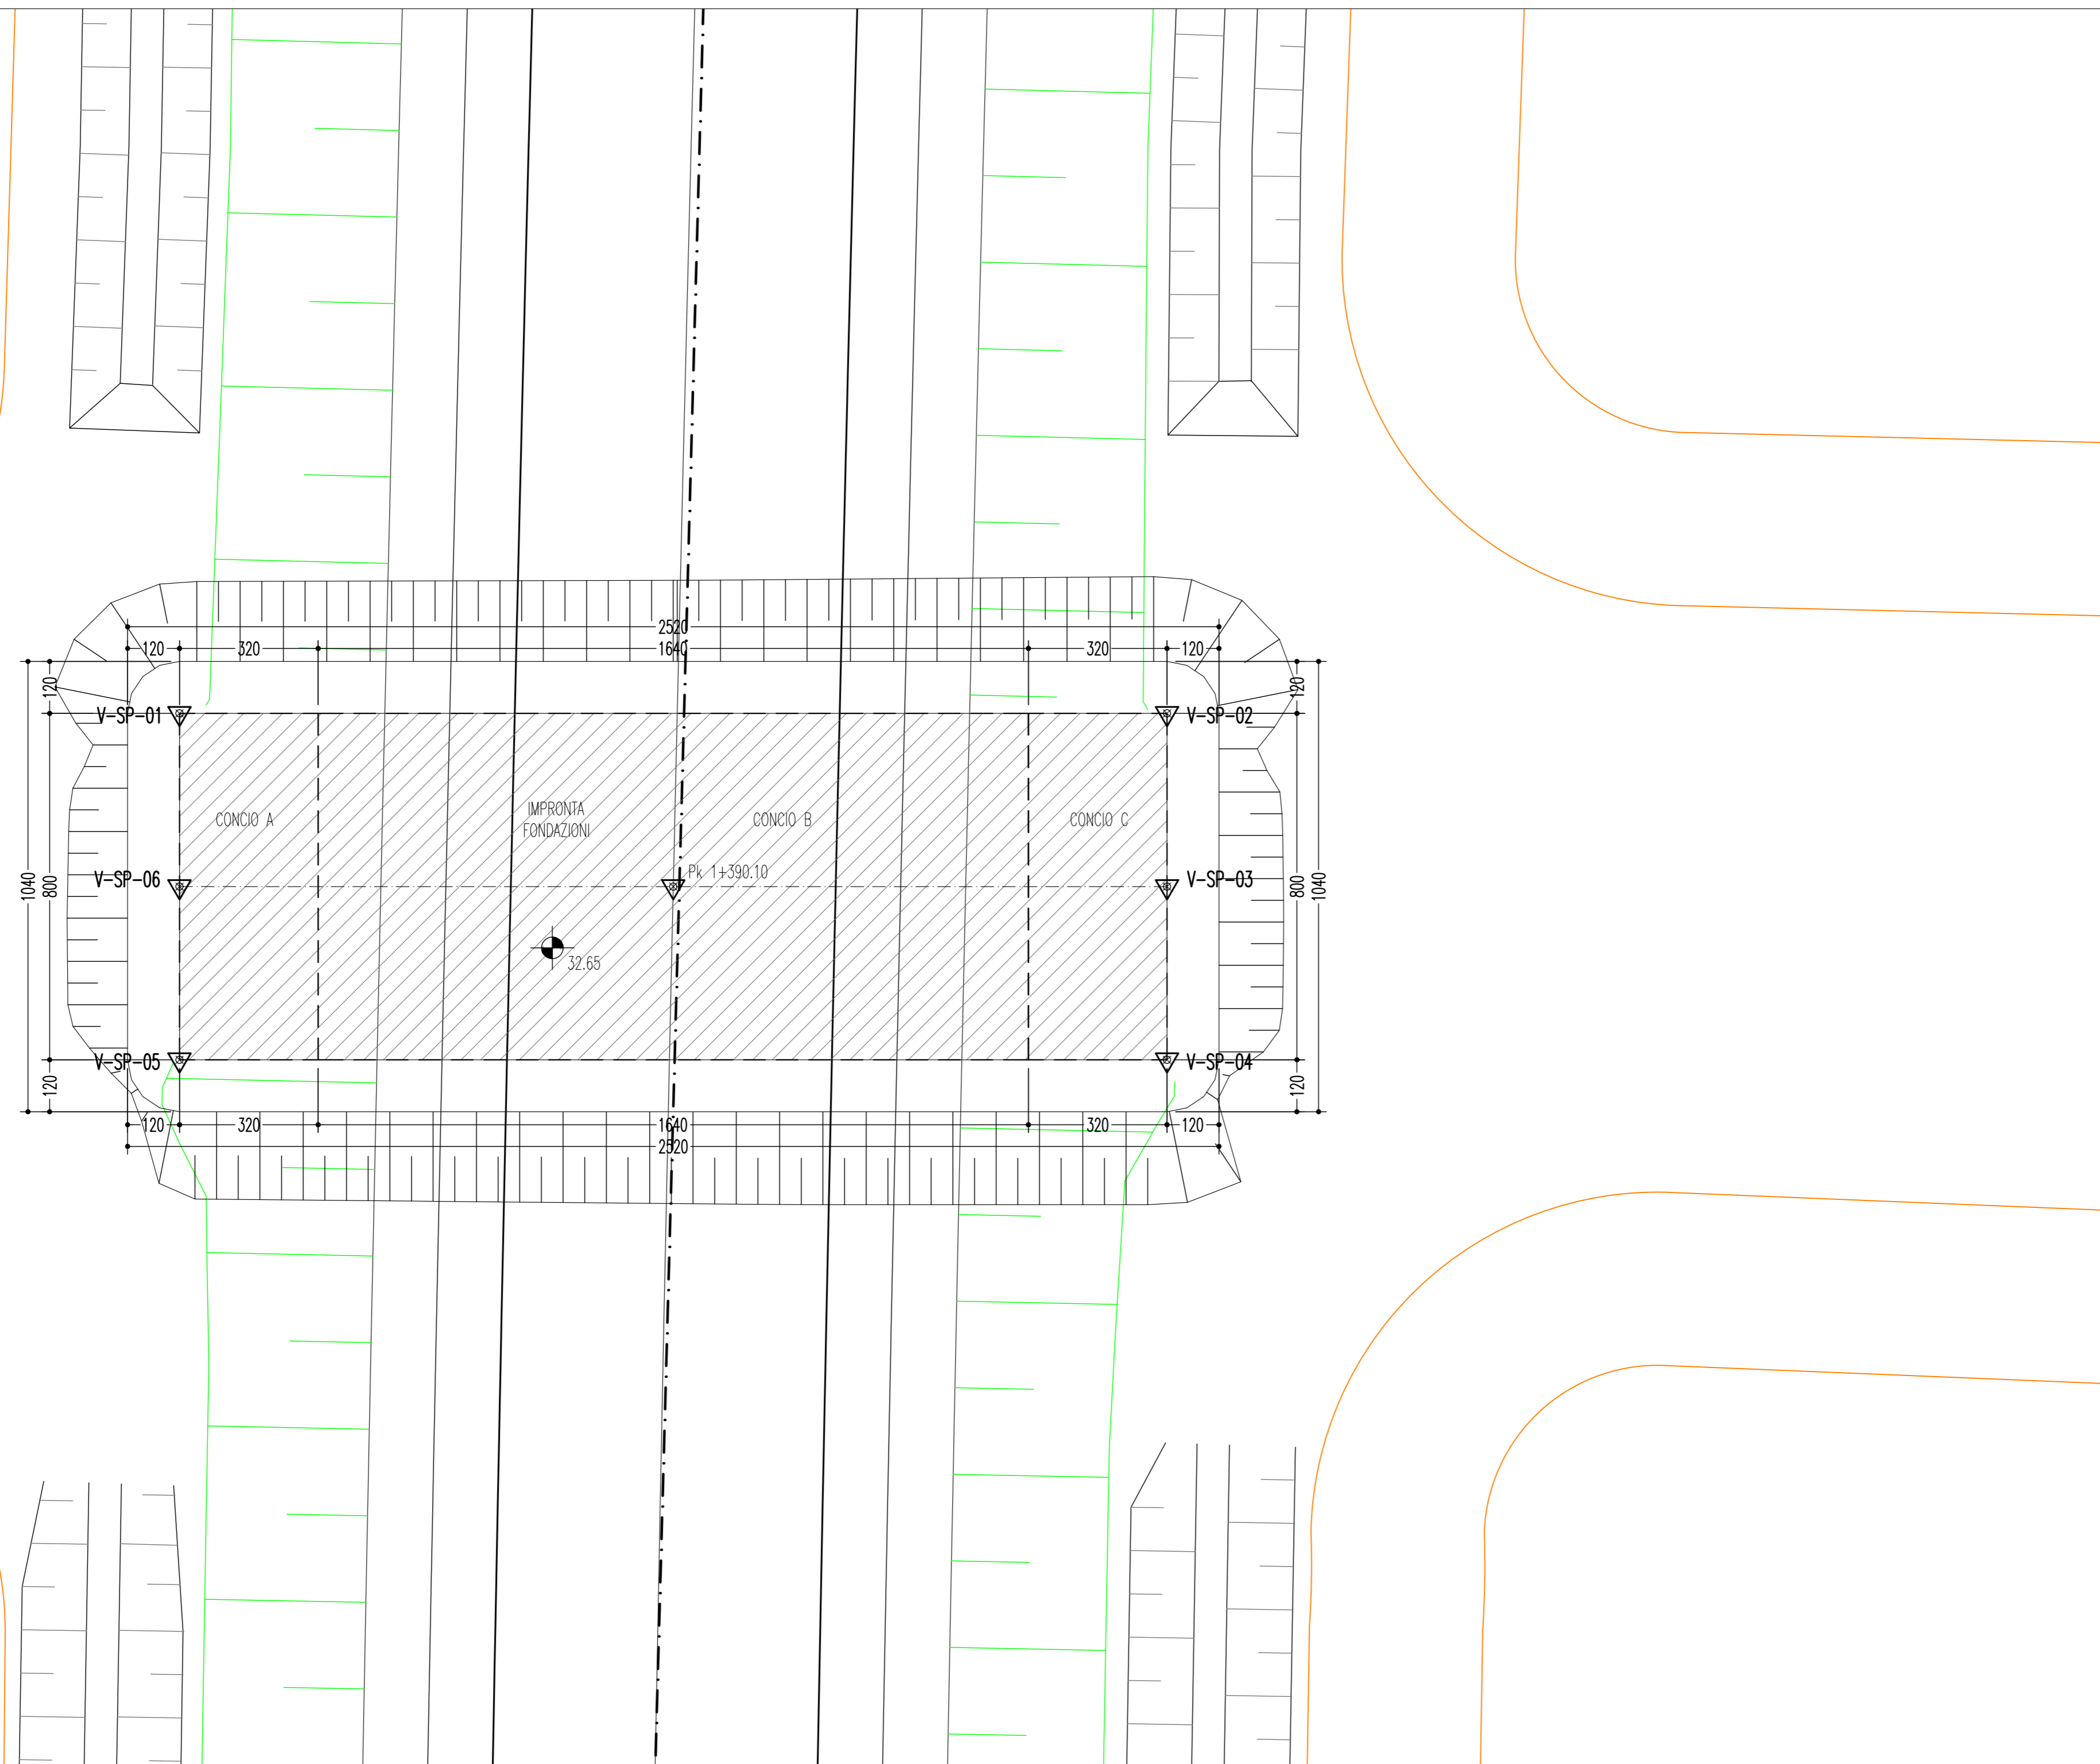 2520
120
320
1640
320
120
120
120
V-SP-01
V-SP-02
CONCIO A
IMPRONTA
FONDAZIONI
CONCIO B
CONCIO C
Pk 1+390.10
V-SP-06
V-SP-03
1040
800
800
1040
32.65
V-SP-05
V-SP-04
120
120
120
320
1640
320
120
2520